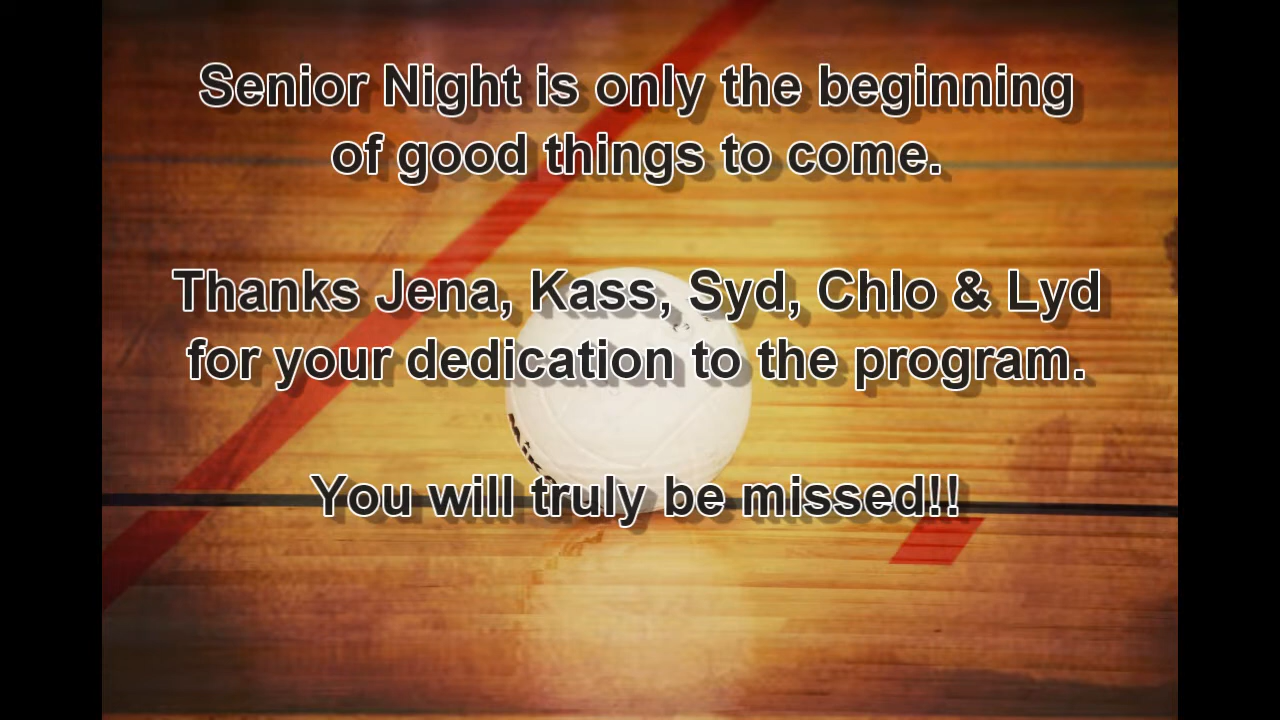 Senior Night is only the beginning
of good things to come.
Thanks Jena, Kass, Syd, Chlo & Lyd
for your dedication to the program.
You will truly be missed!!